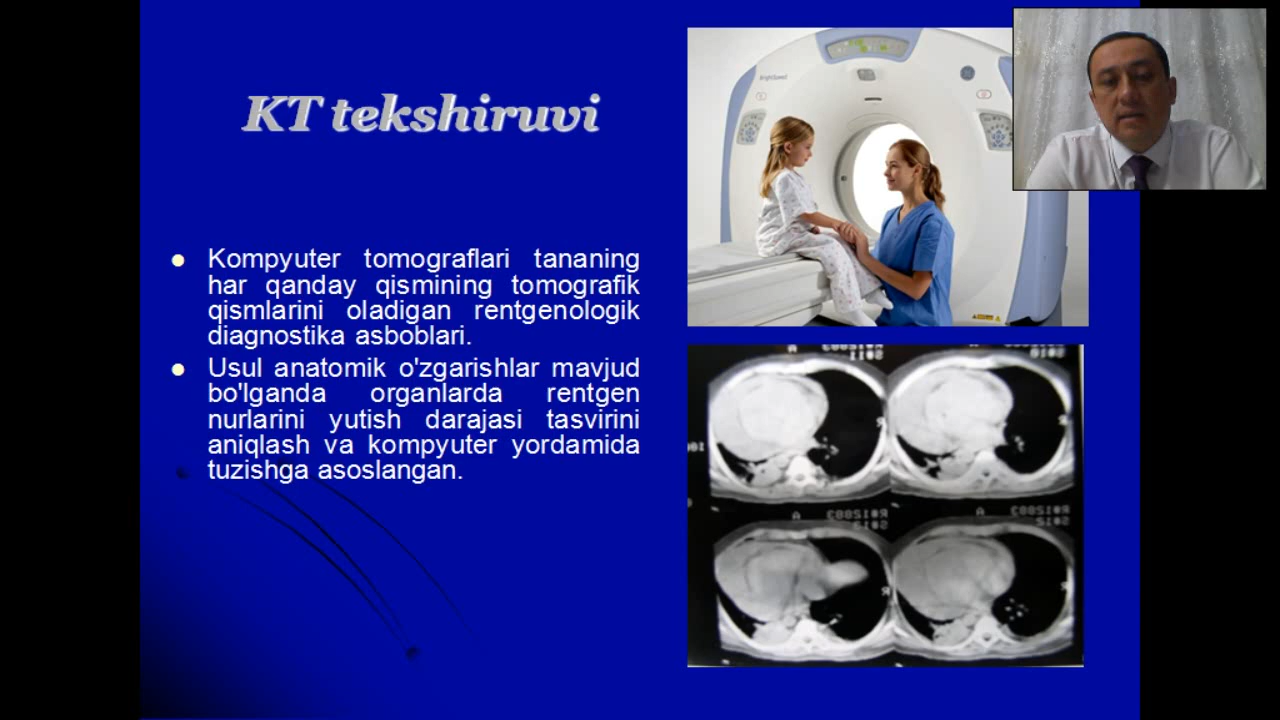 KT tekshiruvi
Kompyuter tomograflari tananing
har qanday qismining tomografik
qismlarini oladigan rentgenologik
diagnostika asboblari.
Usul anatomik o'zgarishlar mavjud
bo'lganda organlarda rentgen
nurlarini yutish darajasi tasvirini
aniqlash va kompyuter yordamida
tuzishga asoslangan.